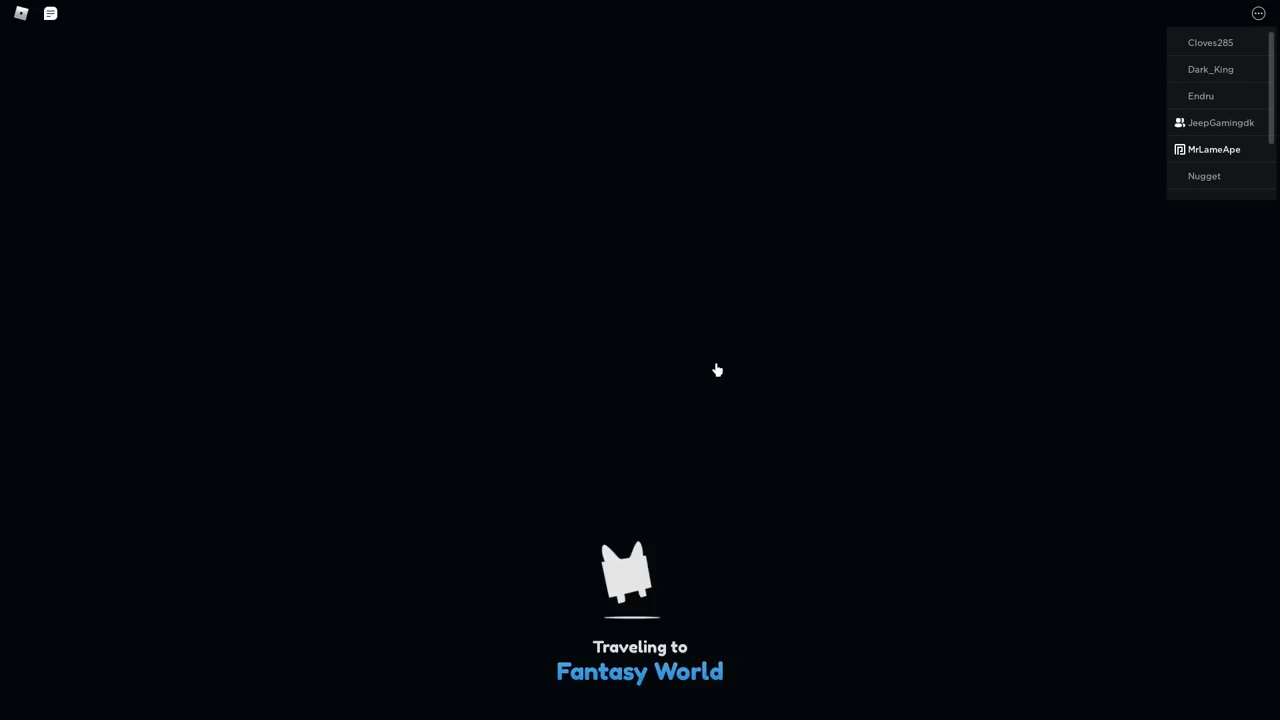 Cloves285
Dark_King
Endru
JeepGamingdk
MrLameApe
Nugget
Traveling to
Fantasy World